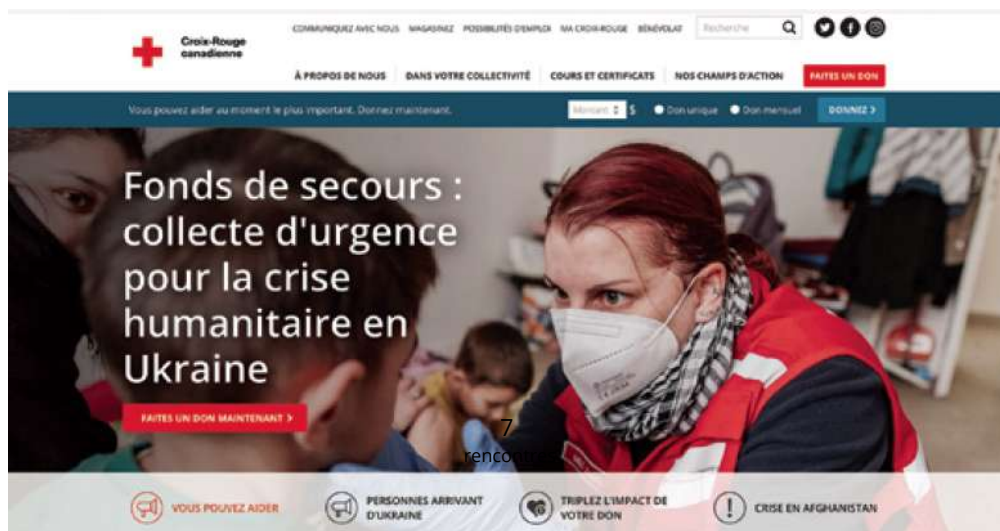 COMMUNIQUEZ AVEC NOUS MAGASINEZ POSSIBILITÉS D'EMPLOI MA CROIX-ROUGE BÉNÉVOLAT Recherche
Croix-Rouge
canadienne
À PROPOS DE NOUS DANS VOTRE COLLECTIVITÉ COURS ET CERTIFICATS NOS CHAMPS D'ACTION FAITES UN DON
Vous pouvez aider au moment le plus important. Donnez maintenant. Montant $ Don unique Don mensuel DONNEZ >
Fonds de secours :
collecte d'urgence
pour la crise
humanitaire en
Ukraine
FAITES UN DON MAINTENANT >
7
VOUS POUVEZ AIDER
PERSONNES ARRIVANT
D'UKRAINE
TRIPLEZ L'IMPACT DE
VOTRE DON
CRISE EN AFGHANISTAN